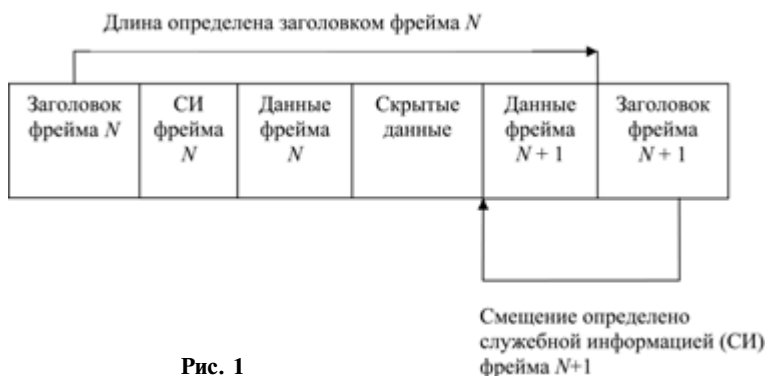 Длина определена заголовком фрейма N
Заголовок
фрейма N
СИ
фрейма
N
Данные
фрейма
N
Скрытые
данные
Данные
фрейма
N + 1
Заголовок
фрейма
N + 1
Смещение определено
служебной информацией (СИ)
фрейма N+1
Рис. 1